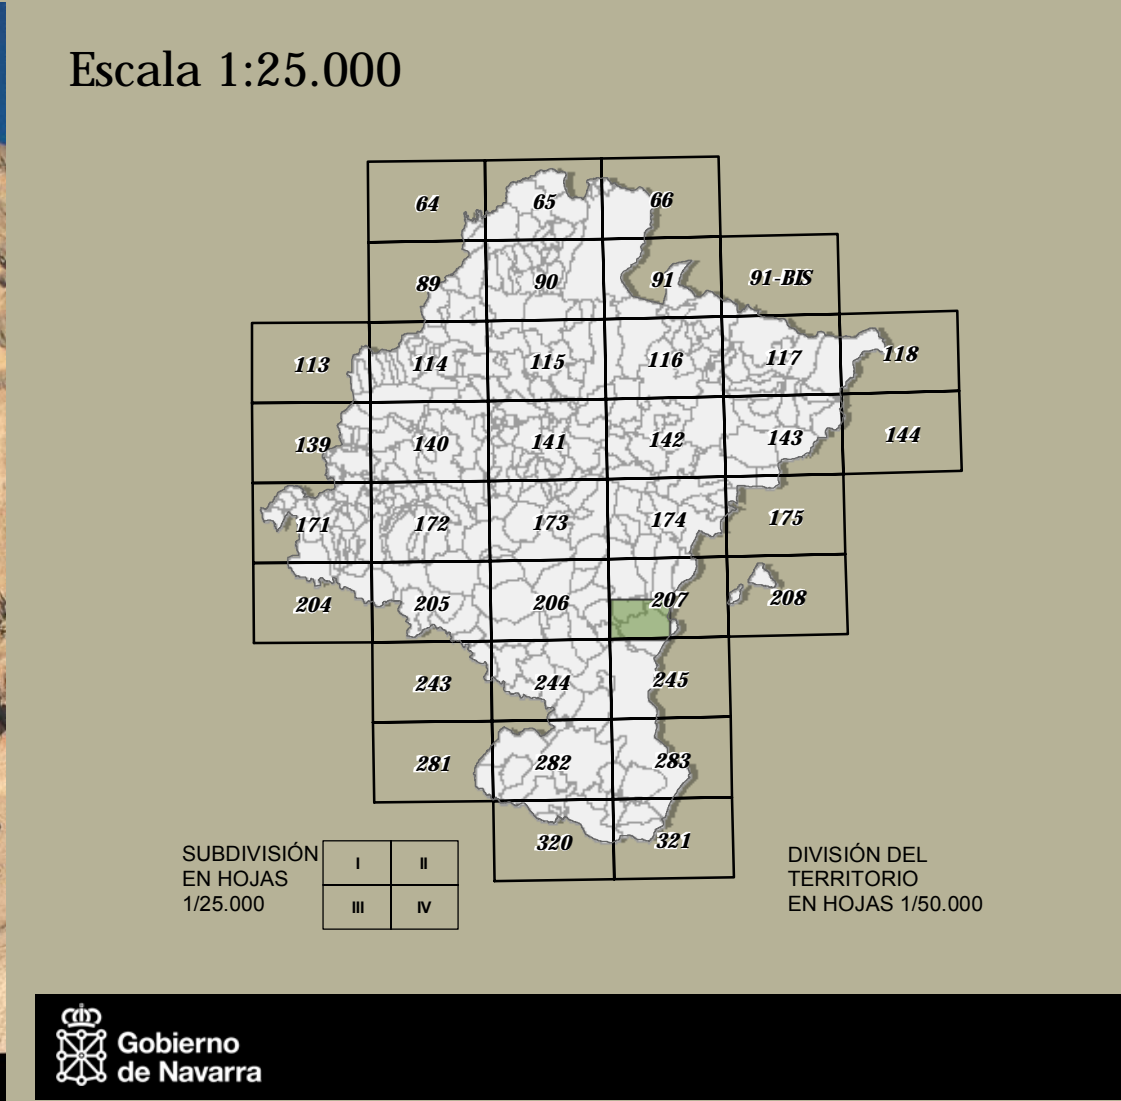 Escala 1:25.000
64
65
66
89
90
91
91-BIS
113
114
115
116
117
118
139
140
141
142
143
144
171
172
173
174
175
204
205
206
207
208
243
244
245
281
282
283
320
321
SUBDIVISIÓN
EN HOJAS
1/25.000
I
II
III
IV
DIVISIÓN DEL
TERRITORIO
EN HOJAS 1/50.000
Gobierno
de Navarra